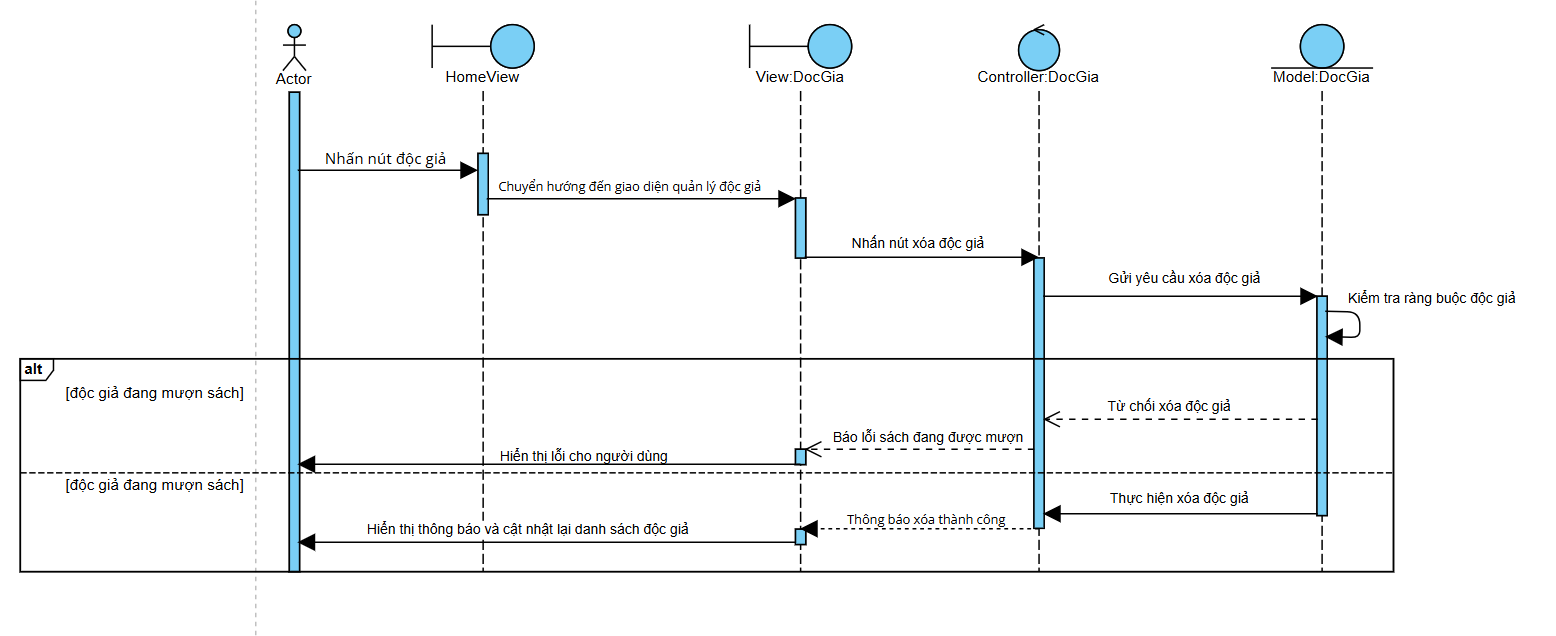 Actor
HomeView
View:DocGia
Controller:DocGia
Model:DocGia
Nhấn nút độc giả
Chuyển hướng đến giao diện quản lý độc giả
Nhấn nút xóa độc giả
Gửi yêu cầu xóa độc giả
Kiểm tra ràng buộc độc giả
alt
[độc giả đang mượn sách]
Từ chối xóa độc giả
Báo lỗi sách đang được mượn
Hiển thị lỗi cho người dùng
[độc giả đang mượn sách]
Thực hiện xóa độc giả
Thông báo xóa thành công
Hiển thị thông báo và cật nhật lại danh sách độc giả